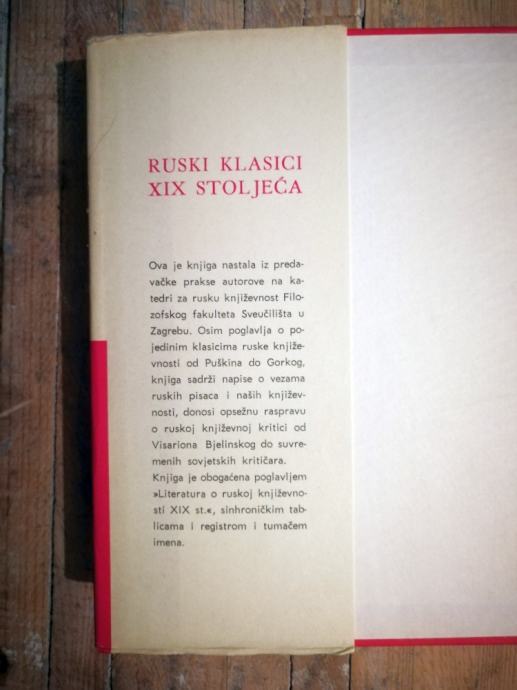 RUSKI KLASICI
XIX STOLJEĆA
Ova je knjiga nastala iz preda-
vačke prakse autorove na ka-
tedri za rusku književnost Filo-
zofskog fakulteta Sveučilišta u
Zagrebu. Osim poglavlja o po-
jedinim klasicima ruske knjiže-
vnosti od Puškina do Gorkog,
knjiga sadrži napise o vezama
ruskih pisaca i naših književ-
nosti, donosi opsežnu raspravu
o ruskoj književnoj kritici od
Visariona Bjelinskog do suvre-
menih sovjetskih kritičara.
Knjiga je obogaćena poglavljem
»Literatura o ruskoj književno-
sti XIX st.«, sinhroničkim tab-
licama i registrom i tumačem
imena.